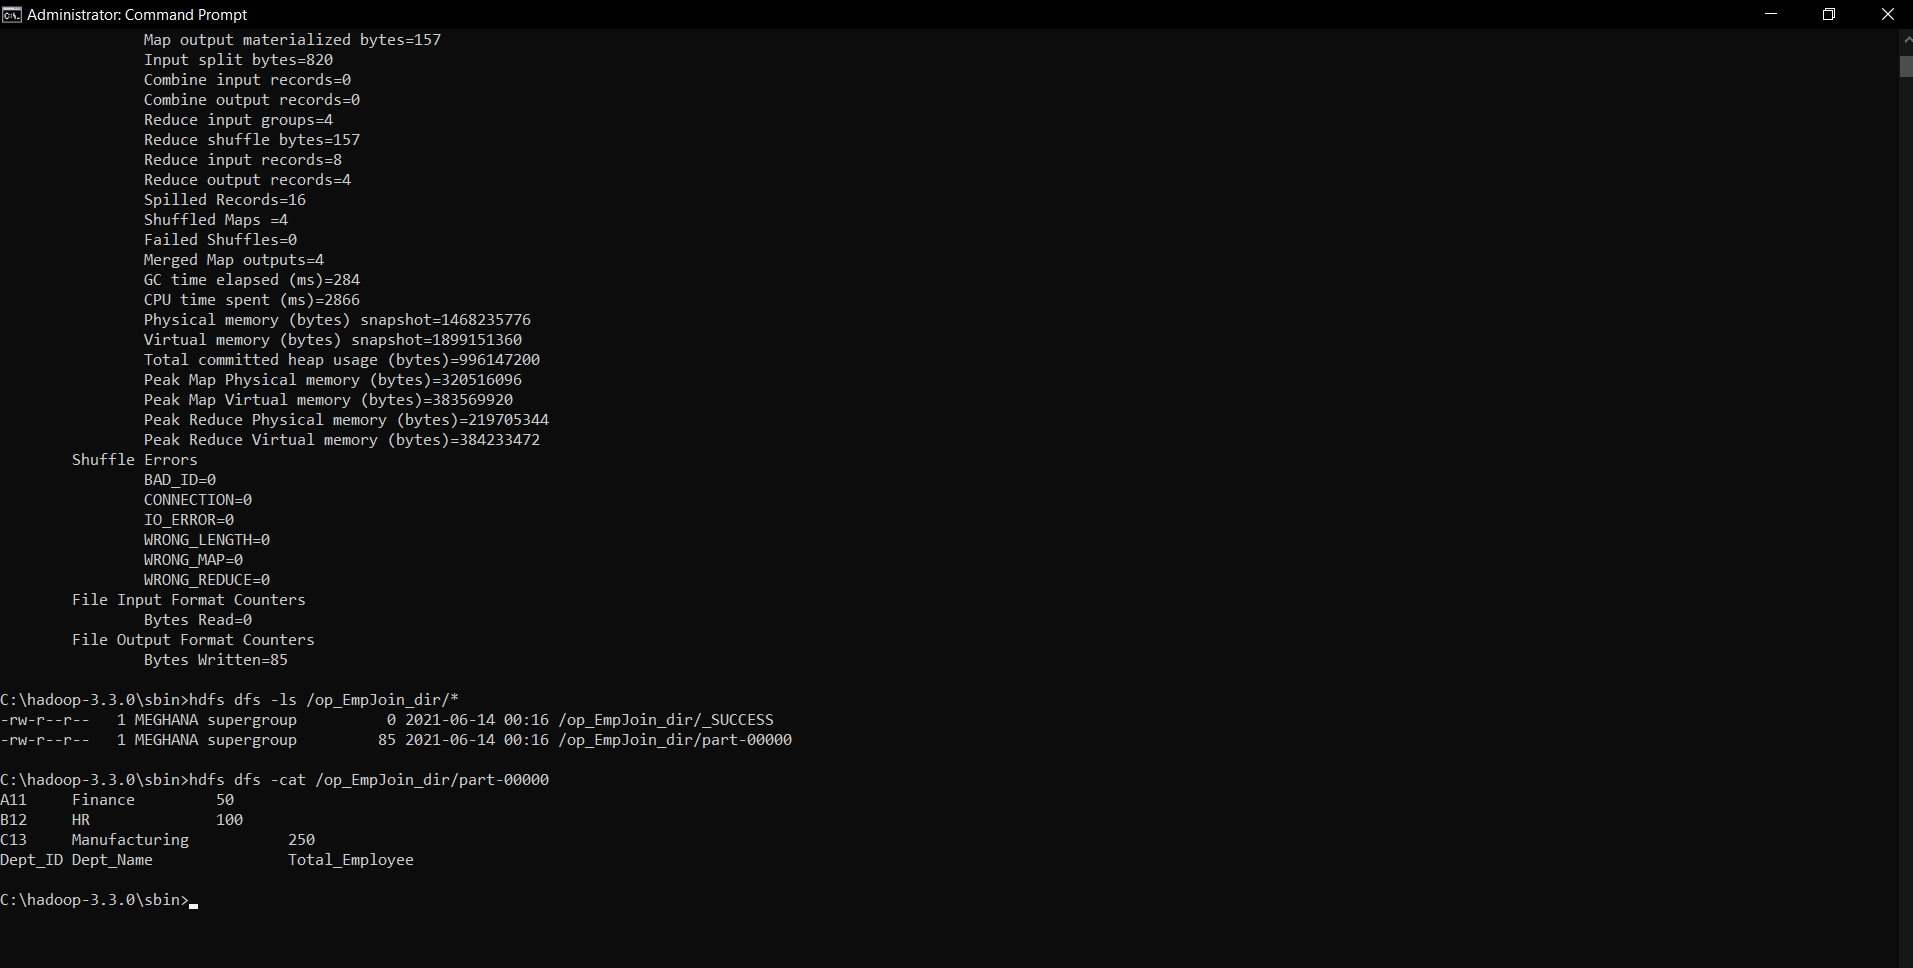 Administrator: Command Prompt
Map output materialized bytes=157
Input split bytes=820
Combine input records=0
Combine output records=0
Reduce input groups=4
Reduce shuffle bytes=157
Reduce input records=8
Reduce output records=4
Spilled Records=16
Shuffled Maps =4
Failed Shuffles=0
Merged Map outputs=4
GC time elapsed (ms)=284
CPU time spent (ms)=2866
Physical memory (bytes) snapshot=1468235776
Virtual memory (bytes) snapshot=1899151360
Total committed heap usage (bytes)=996147200
Peak Map Physical memory (bytes)=320516096
Peak Map Virtual memory (bytes)=383569920
Peak Reduce Physical memory (bytes)=219705344
Peak Reduce Virtual memory (bytes)=384233472
Shuffle Errors
BAD_ID=0
CONNECTION=0
IO_ERROR=0
WRONG_LENGTH=0
WRONG_MAP=0
WRONG_REDUCE=0
File Input Format Counters
Bytes Read=0
File Output Format Counters
Bytes Written=85
C:\hadoop-3.3.0\sbin>hdfs dfs -ls /op_EmpJoin_dir/*
-rw-r--r--   1 MEGHANA supergroup          0 2021-06-14 00:16 /op_EmpJoin_dir/_SUCCESS
-rw-r--r--   1 MEGHANA supergroup         85 2021-06-14 00:16 /op_EmpJoin_dir/part-00000
C:\hadoop-3.3.0\sbin>hdfs dfs -cat /op_EmpJoin_dir/part-00000
A11     Finance         50
B12     HR              100
C13     Manufacturing           250
Dept_ID Dept_Name               Total_Employee
C:\hadoop-3.3.0\sbin>